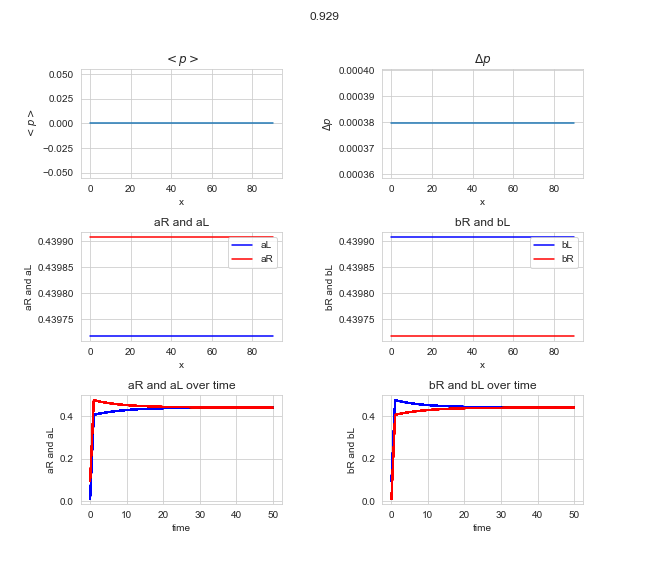 0.929
< p >
Δp
0.050
0.025
0.000
−0.025
−0.050
< p >
0 20 40 60 80
x
0.00040
0.00039
0.00038
0.00037
0.00036
Δp
0 20 40 60 80
x
aR and aL
0.43990
0.43985
0.43980
0.43975
aR and aL
aL
aR
0 20 40 60 80
x
bR and bL
0.43990
0.43985
0.43980
0.43975
bR and bL
bL
bR
0 20 40 60 80
x
aR and aL over time
0.4
0.2
0.0
aR and aL
0 10 20 30 40 50
time
bR and bL over time
0.4
0.2
0.0
bR and bL
0 10 20 30 40 50
time